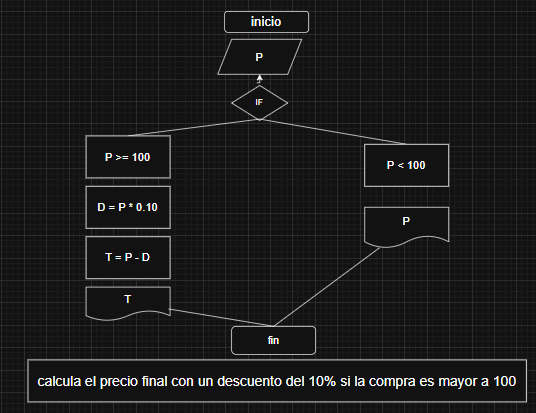 inicio
P
IF
P >= 100
P < 100
D = P * 0.10
P
T = P - D
T
fin
calcula el precio final con un descuento del 10% si la compra es mayor a 100